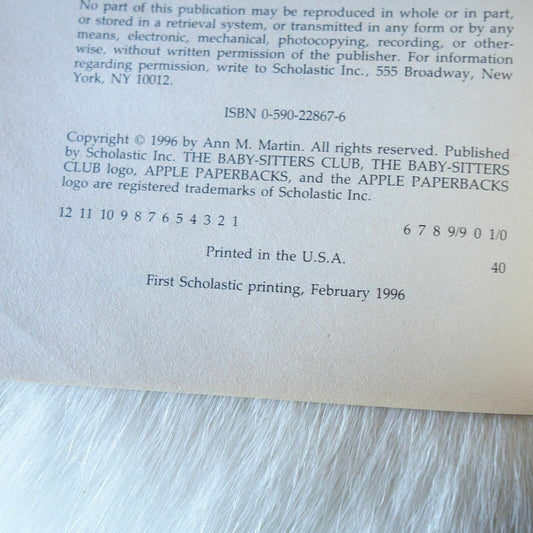 No part of this publication may be reproduced in whole or in part,
or stored in a retrieval system, or transmitted in any form or by any
means, electronic, mechanical, photocopying, recording, or other-
wise, without written permission of the publisher. For information
regarding permission, write to Scholastic Inc., 555 Broadway, New
York, NY 10012.
ISBN 0-590-22867-6
Copyright © 1996 by Ann M. Martin. All rights reserved. Published
by Scholastic Inc. THE BABY-SITTERS CLUB, THE BABY-SITTERS
CLUB logo, APPLE PAPERBACKS, and the APPLE PAPERBACKS
logo are registered trademarks of Scholastic Inc.
12 11 10 9 8 7 6 5 4 3 2 1 6 7 8 9/9 0 1/0
Printed in the U.S.A. 40
First Scholastic printing, February 1996